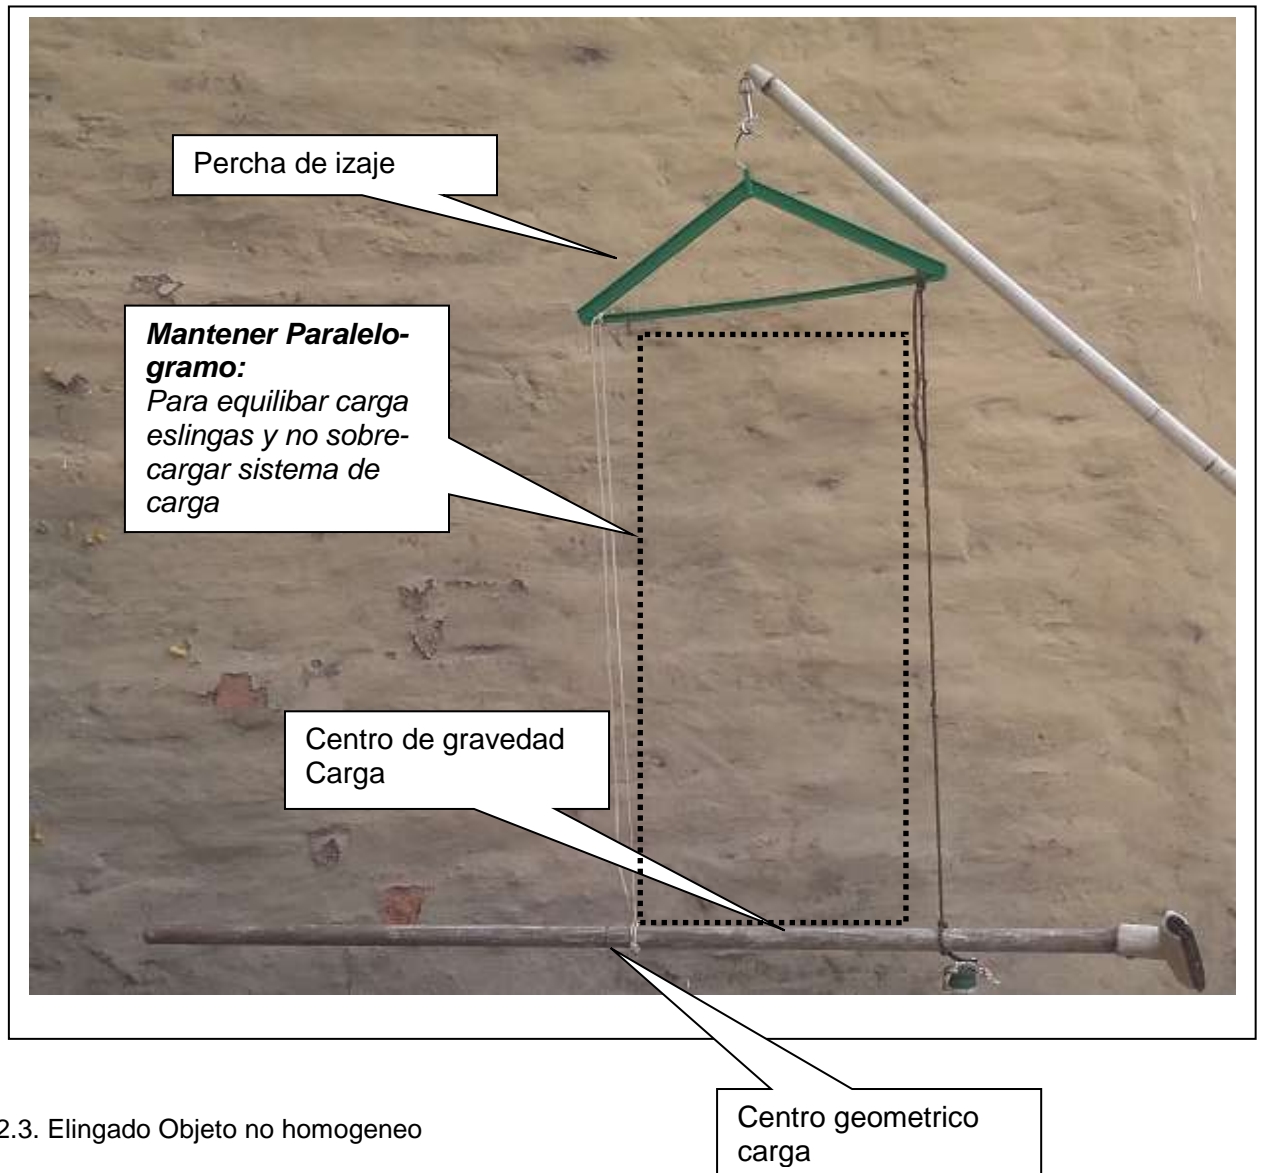 Percha de izaje
Mantener Paralelo-
gramo:
Para equilibar carga
eslingas y no sobre-
cargar sistema de
carga
Centro de gravedad
Carga
Centro geometrico
carga
2.3. Elingado Objeto no homogeneo